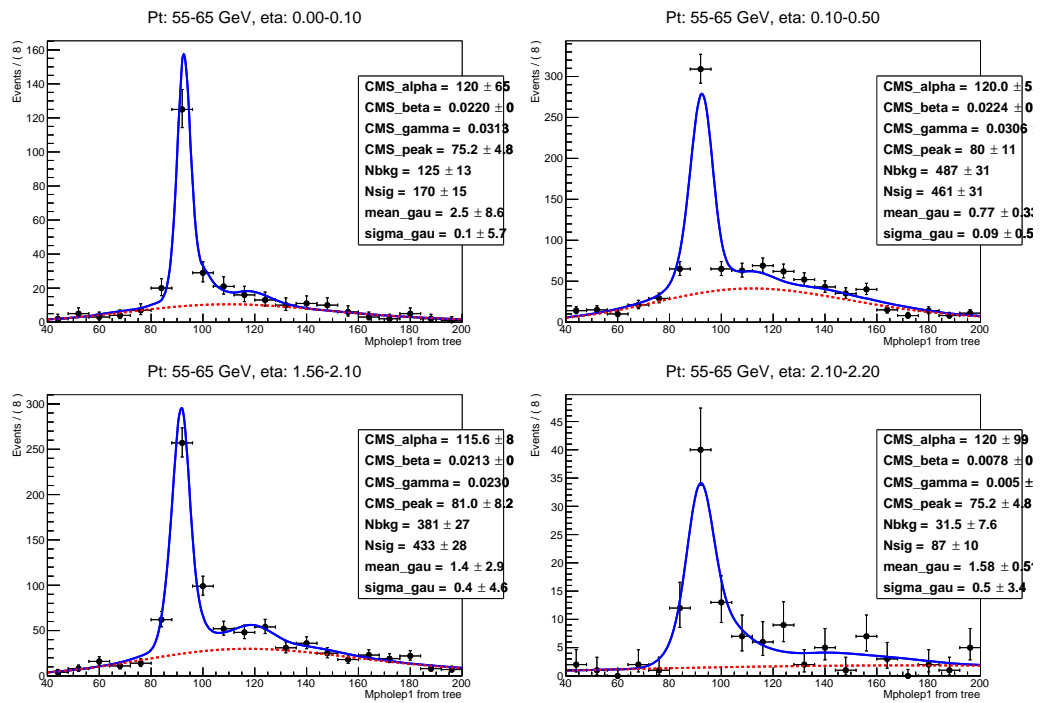 Pt: 55-65 GeV, eta: 0.00-0.10
Events / ( 8 )
160
140
120
100
80
60
40
20
0
40 60 80 100 120 140 160 180 200
Mpholep1 from tree
CMS_alpha = 120 ± 65
CMS_beta = 0.0220 ± 0
CMS_gamma = 0.0313
CMS_peak = 75.2 ± 4.8
Nbkg = 125 ± 13
Nsig = 170 ± 15
mean_gau = 2.5 ± 8.6
sigma_gau = 0.1 ± 5.7
Pt: 55-65 GeV, eta: 0.10-0.50
Events / ( 8 )
300
250
200
150
100
50
0
40 60 80 100 120 140 160 180 200
Mpholep1 from tree
CMS_alpha = 120.0 ± 5
CMS_beta = 0.0224 ± 0
CMS_gamma = 0.0306
CMS_peak = 80 ± 11
Nbkg = 487 ± 31
Nsig = 461 ± 31
mean_gau = 0.77 ± 0.33
sigma_gau = 0.09 ± 0.5
Pt: 55-65 GeV, eta: 1.56-2.10
Events / ( 8 )
300
250
200
150
100
50
0
40 60 80 100 120 140 160 180 200
Mpholep1 from tree
CMS_alpha = 115.6 ± 8
CMS_beta = 0.0213 ± 0
CMS_gamma = 0.0230
CMS_peak = 81.0 ± 8.2
Nbkg = 381 ± 27
Nsig = 433 ± 28
mean_gau = 1.4 ± 2.9
sigma_gau = 0.4 ± 4.6
Pt: 55-65 GeV, eta: 2.10-2.20
Events / ( 8 )
45
40
35
30
25
20
15
10
5
0
40 60 80 100 120 140 160 180 200
Mpholep1 from tree
CMS_alpha = 120 ± 99
CMS_beta = 0.0078 ± 0
CMS_gamma = 0.005 ±
CMS_peak = 75.2 ± 4.8
Nbkg = 31.5 ± 7.6
Nsig = 87 ± 10
mean_gau = 1.58 ± 0.5
sigma_gau = 0.5 ± 3.4